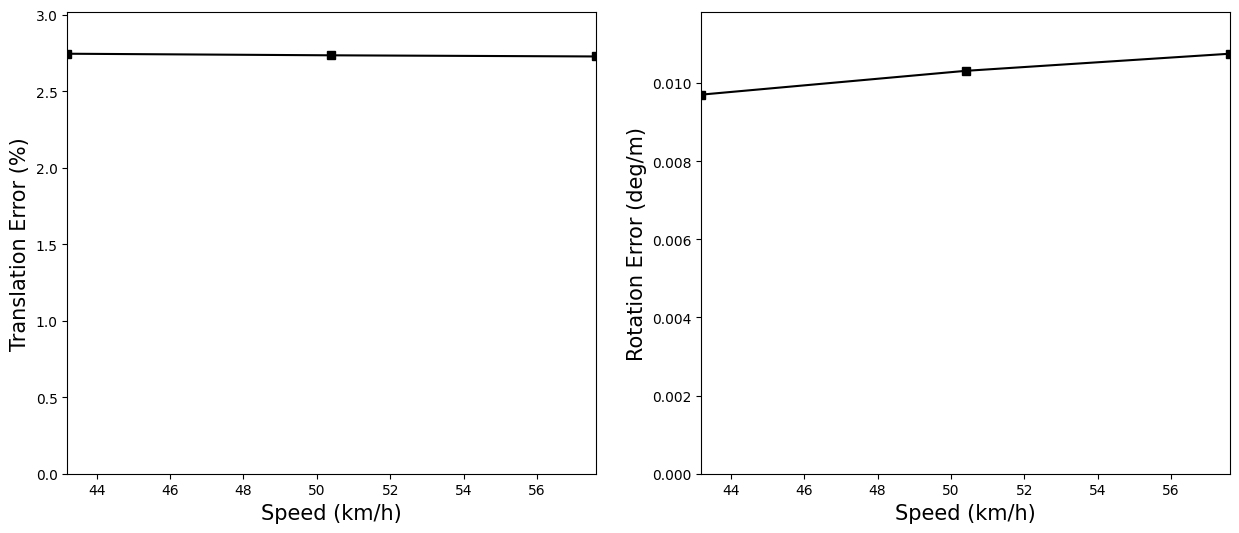 Translation Error (%)
3.0
2.5
2.0
1.5
1.0
0.5
0.0
44 46 48 50 52 54 56
Speed (km/h)
Rotation Error (deg/m)
0.010
0.008
0.006
0.004
0.002
0.000
44 46 48 50 52 54 56
Speed (km/h)